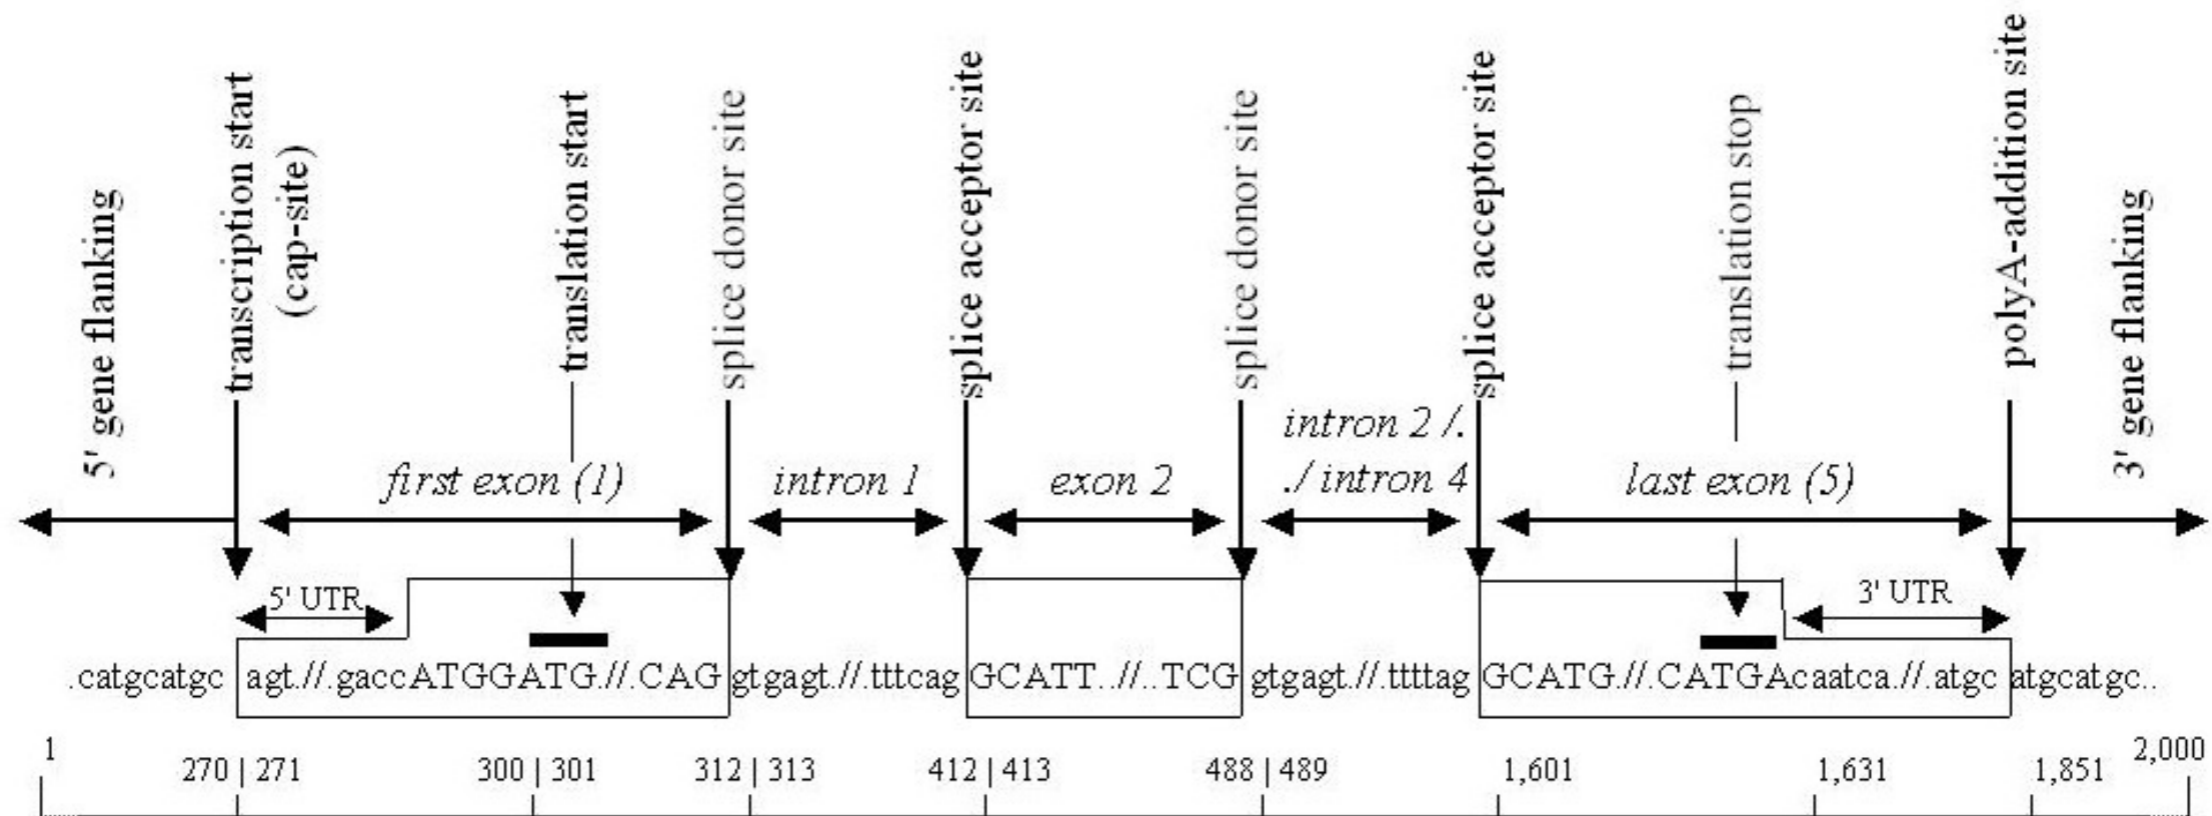 5' gene flanking
transcription start
(cap-site)
translation start
splice donor site
splice acceptor site
splice donor site
splice acceptor site
translation stop
polyA-addition site
3' gene flanking
first exon (1)
intron 1
exon 2
intron 2 /.
./ intron 4
last exon (5)
5' UTR
3' UTR
.catgcatgc agt.//.gaccATGGATG.//.CAG gtgagt.//.tttcag GCATT..//..TCG gtgagt.//.ttttag GCATG.//.CATGAcaatca.//.atgc atgcatgc..
1 270 | 271 300 | 301 312 | 313 412 | 413 488 | 489 1,601 1,631 1,851 2,000